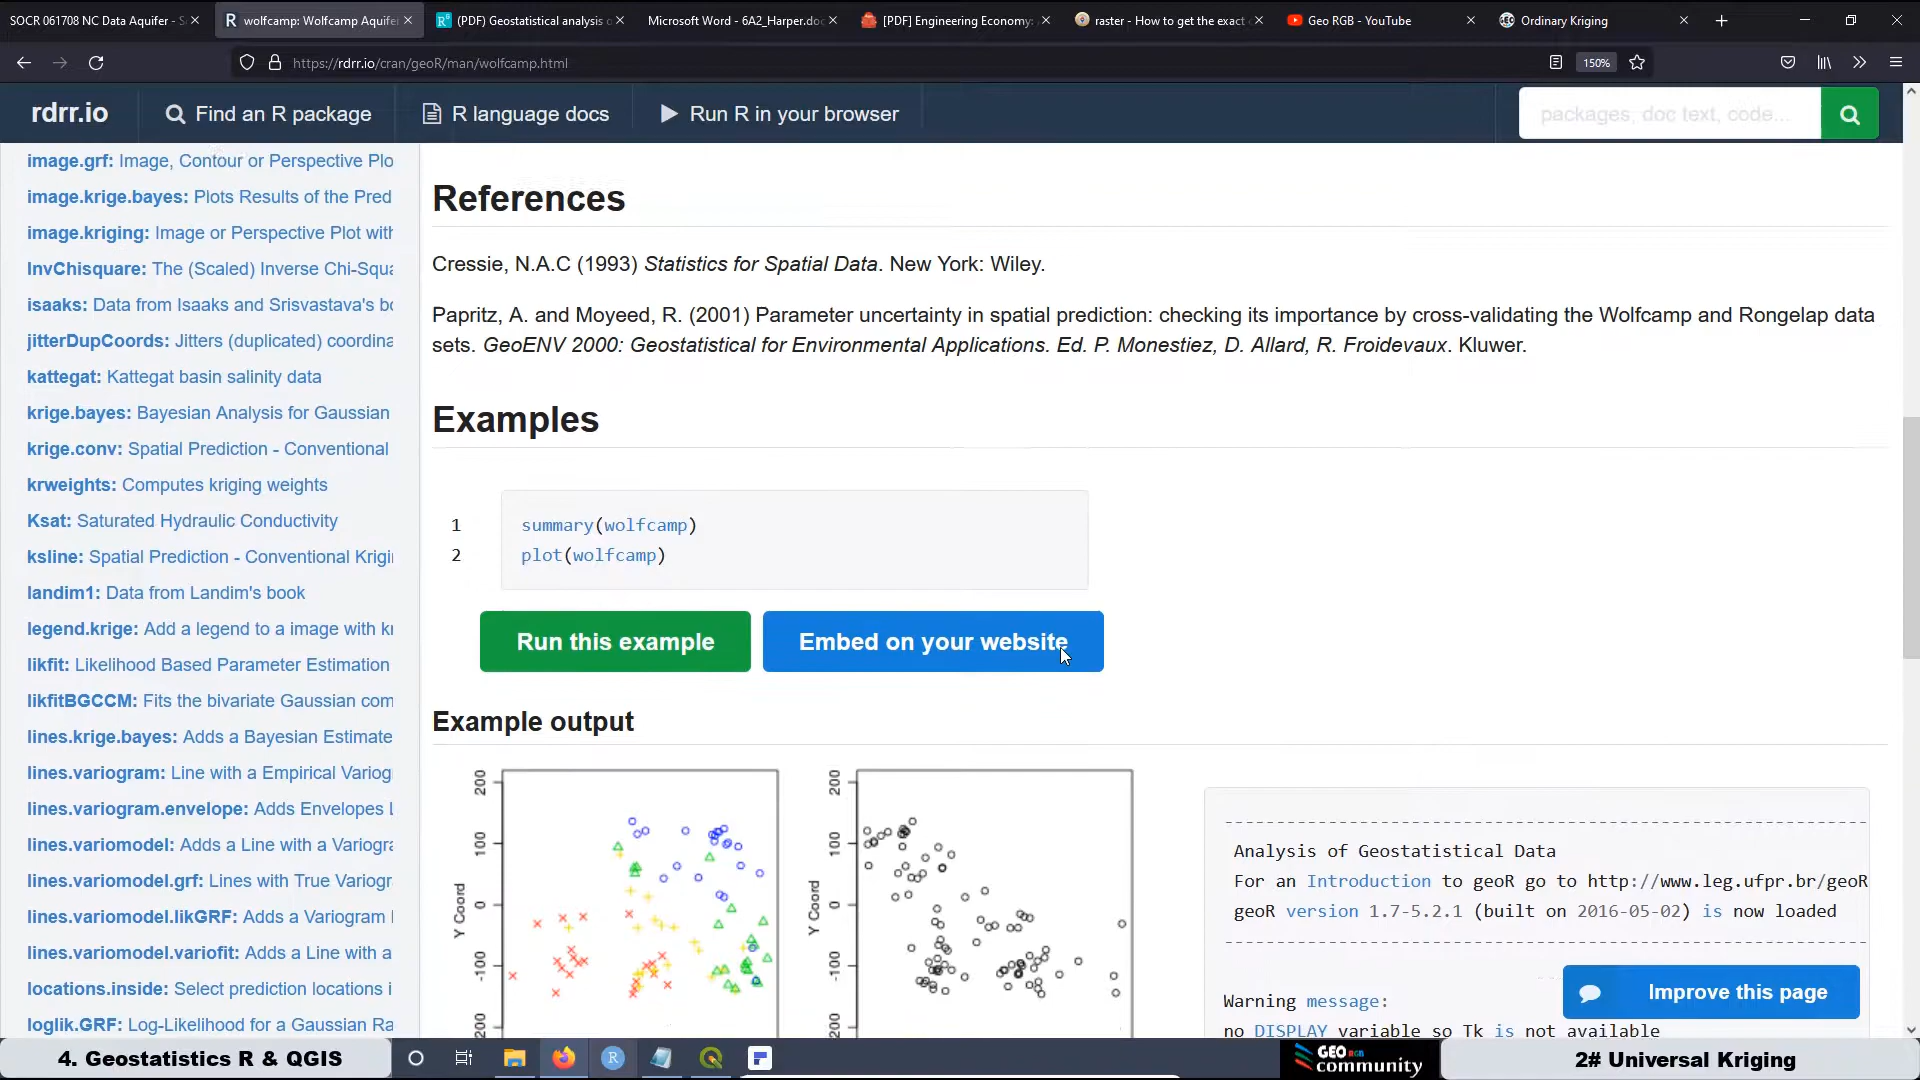 SOCR 061708 NC Data Aquifer - S
wolfcamp: Wolfcamp Aquife
(PDF) Geostatistical analysis o
Microsoft Word - 6A2_Harper.doc
[PDF] Engineering Economy:
raster - How to get the exact
Geo RGB - YouTube
Ordinary Kriging
https://rdrr.io/cran/geoR/man/wolfcamp.html
150%
rdrr.io
Find an R package
R language docs
Run R in your browser
packages, doc text, code...
image.grf: Image, Contour or Perspective Plo
image.krige.bayes: Plots Results of the Pred
image.kriging: Image or Perspective Plot with
InvChisquare: The (Scaled) Inverse Chi-Squa
isaaks: Data from Isaaks and Srisvastava's bo
jitterDupCoords: Jitters (duplicated) coordina
kattegat: Kattegat basin salinity data
krige.bayes: Bayesian Analysis for Gaussian
krige.conv: Spatial Prediction - Conventional
krweights: Computes kriging weights
Ksat: Saturated Hydraulic Conductivity
ksline: Spatial Prediction - Conventional Krigi
landim1: Data from Landim's book
legend.krige: Add a legend to a image with kr
likfit: Likelihood Based Parameter Estimation
likfitBGCCM: Fits the bivariate Gaussian com
lines.krige.bayes: Adds a Bayesian Estimate
lines.variogram: Line with a Empirical Variog
lines.variogram.envelope: Adds Envelopes L
lines.variomodel: Adds a Line with a Variogra
lines.variomodel.grf: Lines with True Variogr
lines.variomodel.likGRF: Adds a Variogram
lines.variomodel.variofit: Adds a Line with a
locations.inside: Select prediction locations i
loglik.GRF: Log-Likelihood for a Gaussian Ra
References
Cressie, N.A.C (1993) Statistics for Spatial Data. New York: Wiley.
Papritz, A. and Moyeed, R. (2001) Parameter uncertainty in spatial prediction: checking its importance by cross-validating the Wolfcamp and Rongelap data
sets. GeoENV 2000: Geostatistical for Environmental Applications. Ed. P. Monestiez, D. Allard, R. Froidevaux. Kluwer.
Examples
1 summary(wolfcamp)
2 plot(wolfcamp)
Run this example
Embed on your website
Example output
200
100
0
-100
200
Y Coord
200
100
0
-100
200
Y Coord
Analysis of Geostatistical Data
For an Introduction to geoR go to http://www.leg.ufpr.br/geoR
geoR version 1.7-5.2.1 (built on 2016-05-02) is now loaded
Warning message:
no DISPLAY variable so Tk is not available
Improve this page
4. Geostatistics R & QGIS
GEO RGB
community
2# Universal Kriging